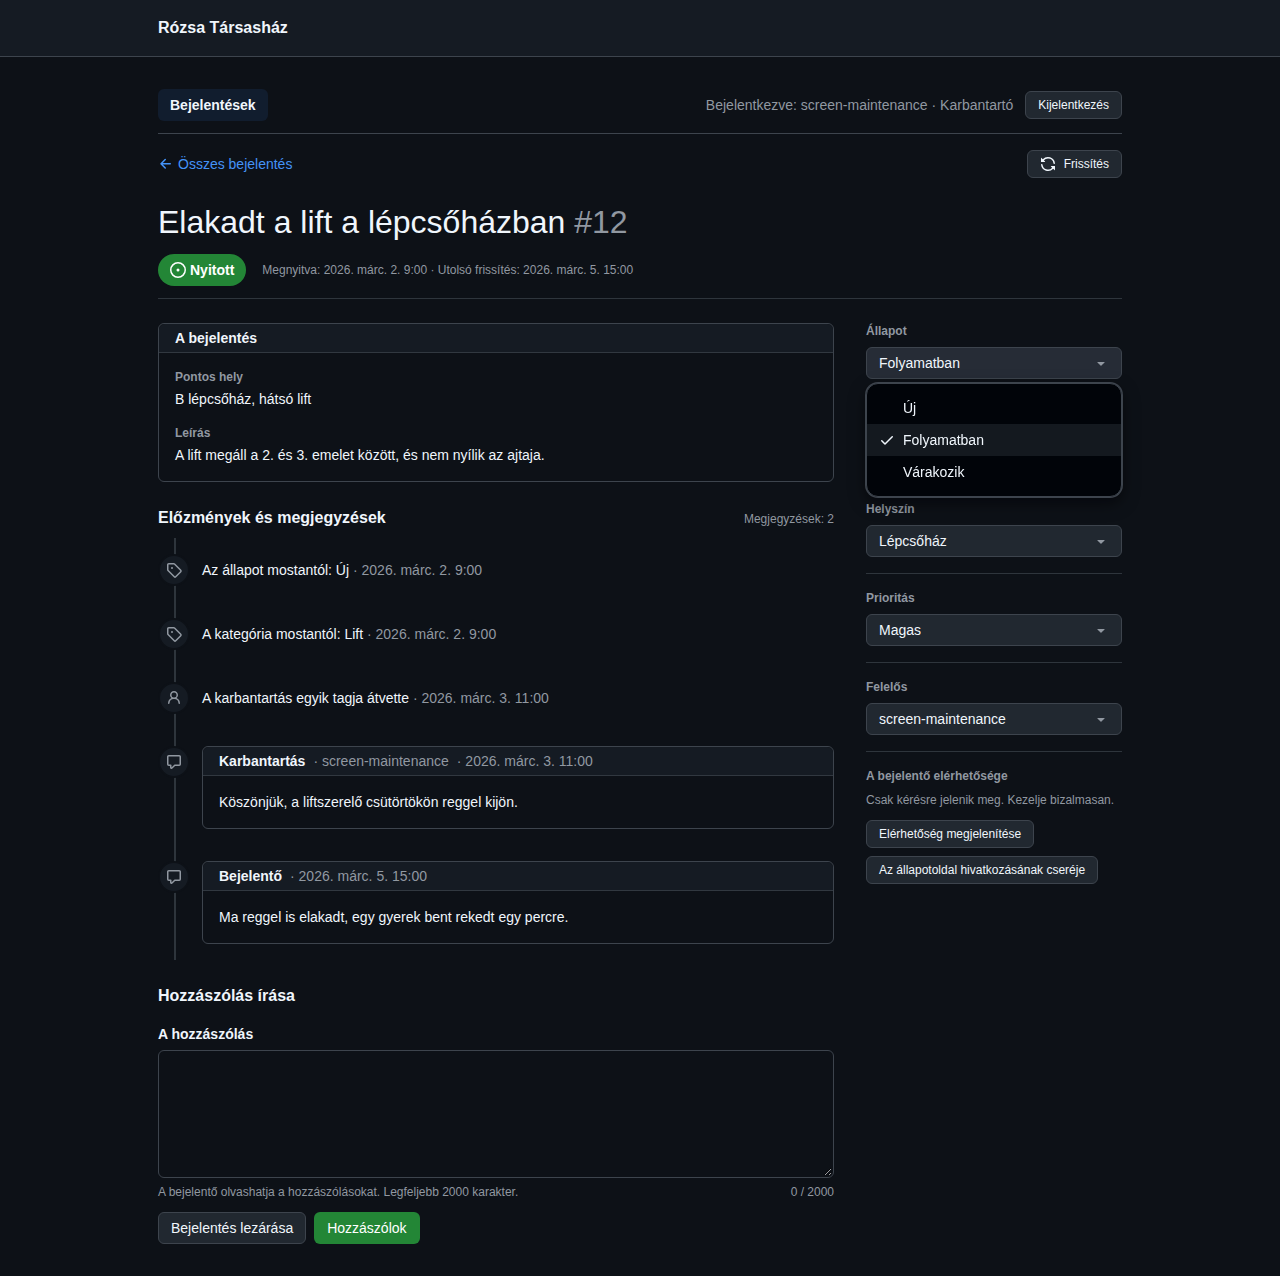 Rózsa Társasház
Bejelentések
Bejelentkezve: screen-maintenance · Karbantartó
Kijelentkezés
Összes bejelentés
Frissítés
Elakadt a lift a lépcsőházban #12
Nyitott
Megnyitva: 2026. márc. 2. 9:00 · Utolsó frissítés: 2026. márc. 5. 15:00
A bejelentés
Pontos hely
B lépcsőház, hátsó lift
Leírás
A lift megáll a 2. és 3. emelet között, és nem nyílik az ajtaja.
Előzmények és megjegyzések
Megjegyzések: 2
Az állapot mostantól: Új · 2026. márc. 2. 9:00
A kategória mostantól: Lift · 2026. márc. 2. 9:00
A karbantartás egyik tagja átvette · 2026. márc. 3. 11:00
Karbantartás · screen-maintenance · 2026. márc. 3. 11:00
Köszönjük, a liftszerelő csütörtökön reggel kijön.
Bejelentő · 2026. márc. 5. 15:00
Ma reggel is elakadt, egy gyerek bent rekedt egy percre.
Hozzászólás írása
A hozzászólás
A bejelentő olvashatja a hozzászólásokat. Legfeljebb 2000 karakter.
0 / 2000
Bejelentés lezárása
Hozzászólok
Állapot
Folyamatban
Új
Folyamatban
Várakozik
Helyszín
Lépcsőház
Prioritás
Magas
Felelős
screen-maintenance
A bejelentő elérhetősége
Csak kérésre jelenik meg. Kezelje bizalmasan.
Elérhetőség megjelenítése
Az állapotoldal hivatkozásának cseréje